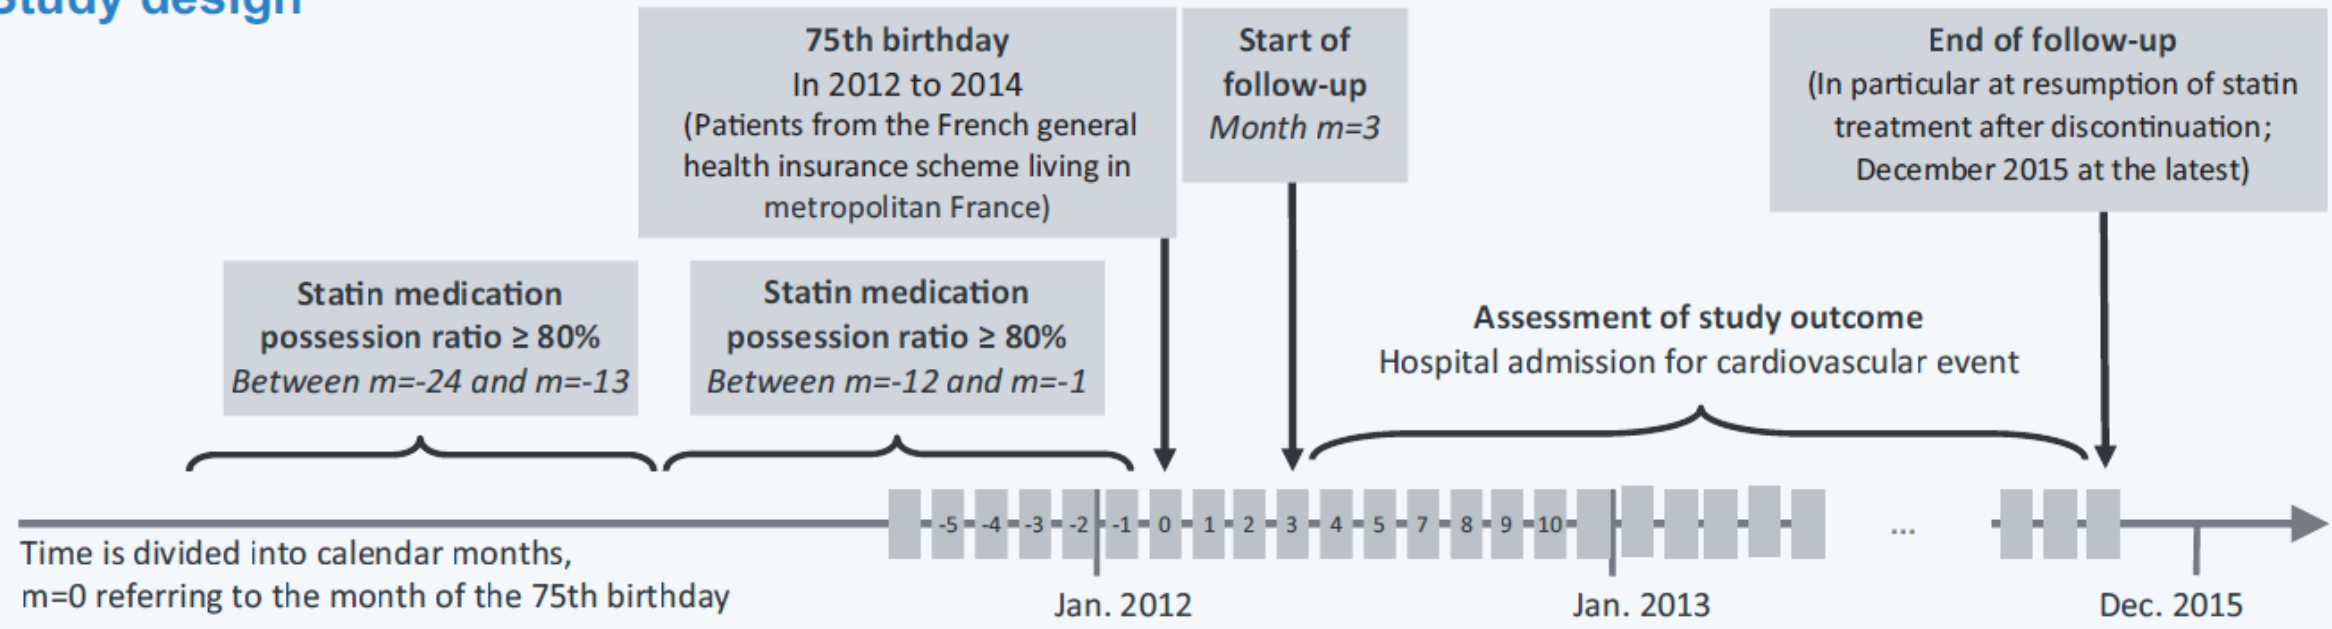 Study design
75th birthday
In 2012 to 2014
(Patients from the French general
health insurance scheme living in
metropolitan France)
Start of
follow-up
Month m=3
End of follow-up
(In particular at resumption of statin
treatment after discontinuation;
December 2015 at the latest)
Statin medication
possession ratio ≥ 80%
Between m=-24 and m=-13
Statin medication
possession ratio ≥ 80%
Between m=-12 and m=-1
Assessment of study outcome
Hospital admission for cardiovascular event
-5 -4 -3 -2 -1 0 1 2 3 4 5 7 8 9 10 ...
Time is divided into calendar months,
m=0 referring to the month of the 75th birthday
Jan. 2012 Jan. 2013 Dec. 2015